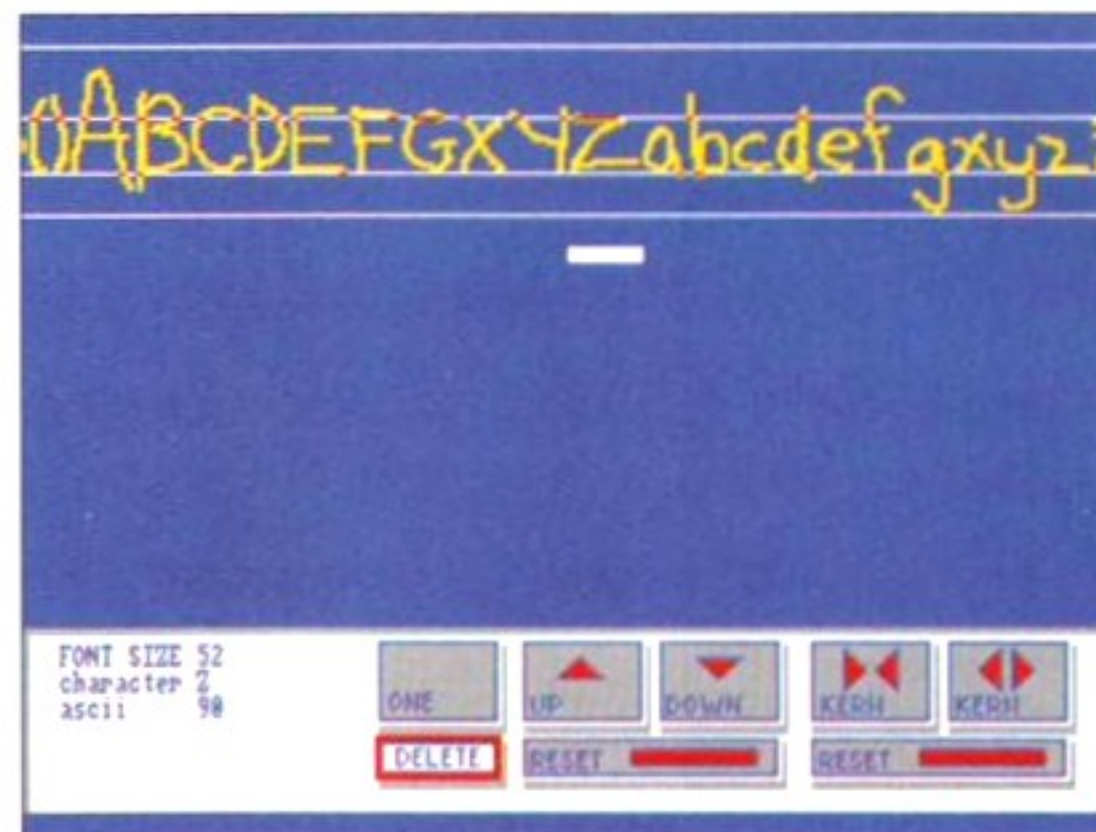 ()ABCDEFGXYZabcdefgxyz
FONT SIZE 52
character Z
ascii 90
ONE UP DOWN KERN KERN
DELETE RESET RESET